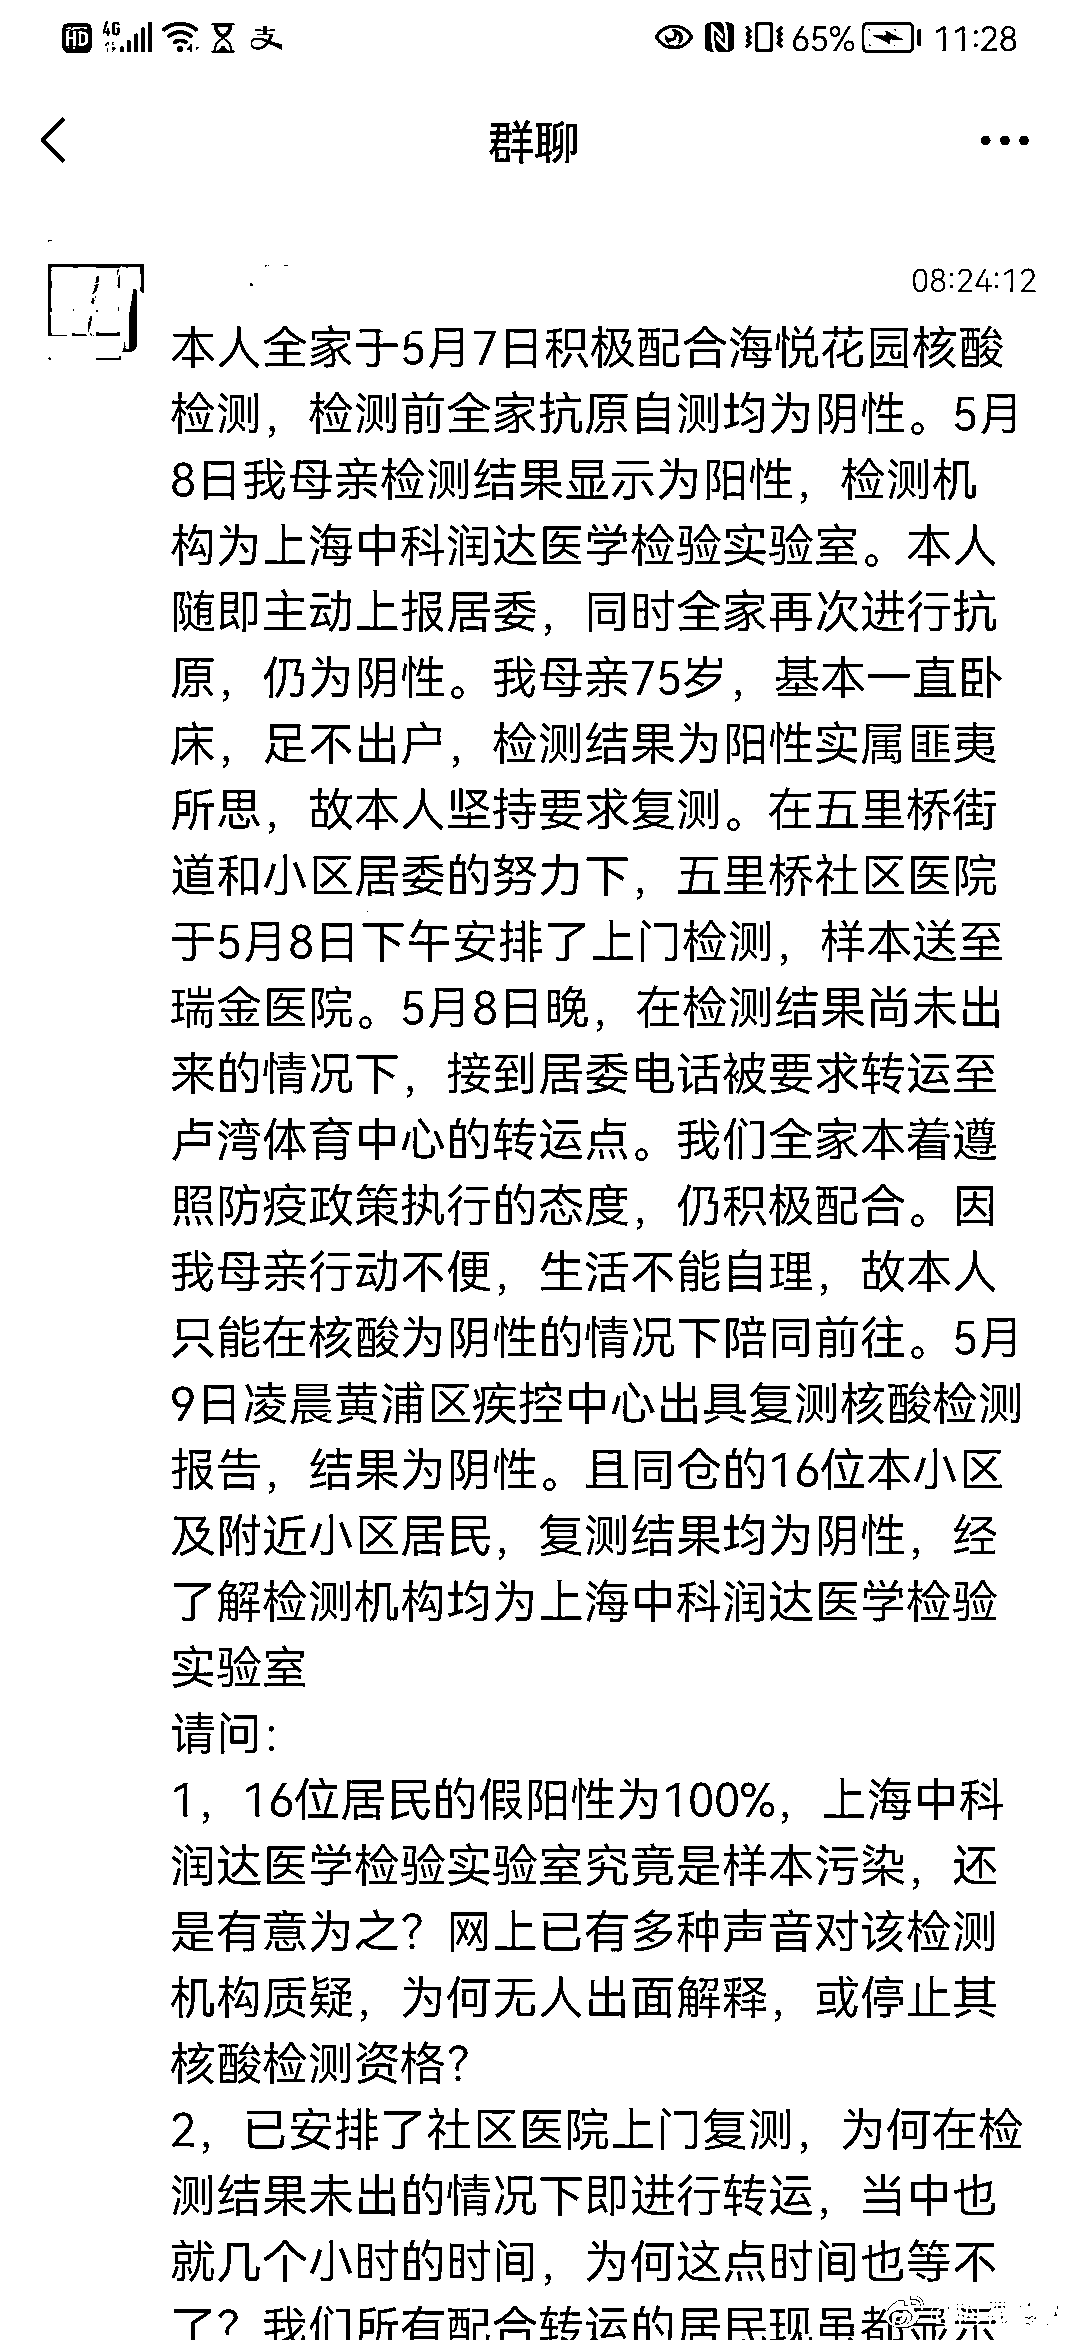 HD 4G 65% 11:28
群聊
08:24:12
本人全家于5月7日积极配合海悦花园核酸
检测，检测前全家抗原自测均为阴性。5月
8日我母亲检测结果显示为阳性，检测机
构为上海中科润达医学检验实验室。本人
随即主动上报居委，同时全家再次进行抗
原，仍为阴性。我母亲75岁，基本一直卧
床，足不出户，检测结果为阳性实属匪夷
所思，故本人坚持要求复测。在五里桥街
道和小区居委的努力下，五里桥社区医院
于5月8日下午安排了上门检测，样本送至
瑞金医院。5月8日晚，在检测结果尚未出
来的情况下，接到居委电话被要求转运至
卢湾体育中心的转运点。我们全家本着遵
照防疫政策执行的态度，仍积极配合。因
我母亲行动不便，生活不能自理，故本人
只能在核酸为阴性的情况下陪同前往。5月
9日凌晨黄浦区疾控中心出具复测核酸检测
报告，结果为阴性。且同仓的16位本小区
及附近小区居民，复测结果均为阴性，经
了解检测机构均为上海中科润达医学检验
实验室
请问：
1，16位居民的假阳性为100%，上海中科
润达医学检验实验室究竟是样本污染，还
是有意为之？网上已有多种声音对该检测
机构质疑，为何无人出面解释，或停止其
核酸检测资格？
2，已安排了社区医院上门复测，为何在检
测结果未出的情况下即进行转运，当中也
就几个小时的时间，为何这点时间也等不
了？我们所有配合转运的居民现虽都显示